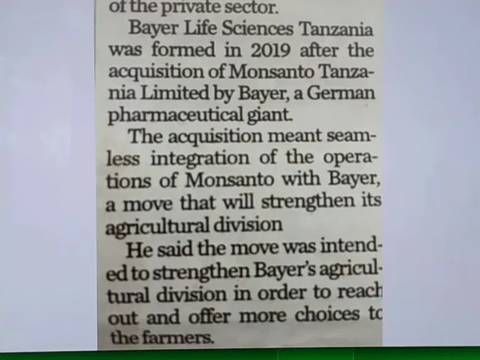 of the private sector.
Bayer Life Sciences Tanzania
was formed in 2019 after the
acquisition of Monsanto Tanza-
nia Limited by Bayer, a German
pharmaceutical giant.
The acquisition meant seam-
less integration of the opera-
tions of Monsanto with Bayer,
a move that will strengthen its
agricultural division
He said the move was intend-
ed to strengthen Bayer's agricul-
tural division in order to reach
out and offer more choices to
the farmers.